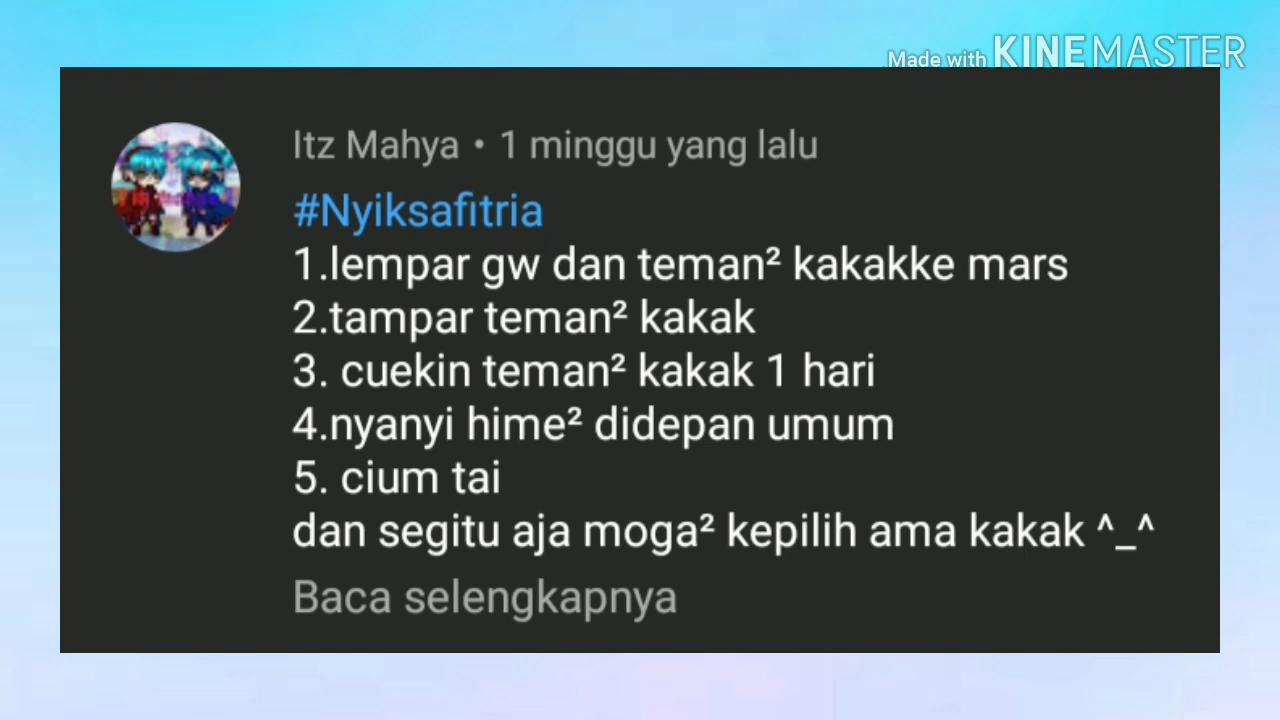 Made with KINEMASTER
Itz Mahya • 1 minggu yang lalu
#Nyiksafitria
1.lempar gw dan teman² kakakke mars
2.tampar teman² kakak
3. cuekin teman² kakak 1 hari
4.nyanyi hime² didepan umum
5. cium tai
dan segitu aja moga² kepilih ama kakak ^_^
Baca selengkapnya